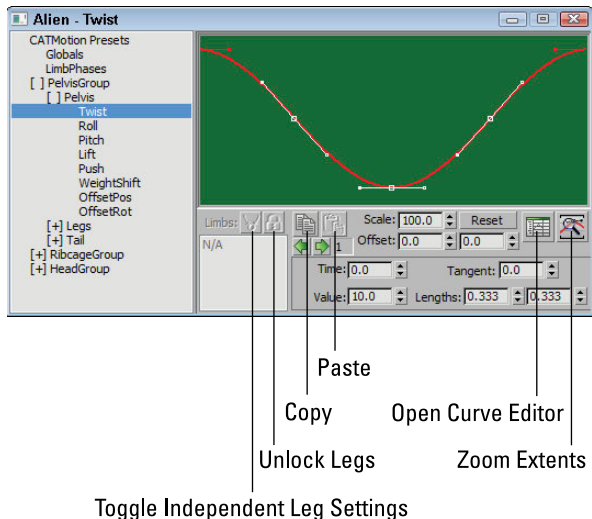 Alien - Twist
CATMotion Presets
Globals
LimbPhases
[ ] PelvisGroup
[ ] Pelvis
Twist
Roll
Pitch
Lift
Push
WeightShift
OffsetPos
OffsetRot
[+] Legs
[+] Tail
[+] RibcageGroup
[+] HeadGroup
Limbs:
N/A
1
Scale: 100.0 Reset
Offset: 0.0 0.0
Time: 0.0 Tangent: 0.0
Value: 10.0 Lengths: 0.333 0.333
Paste
Copy Open Curve Editor
Unlock Legs Zoom Extents
Toggle Independent Leg Settings